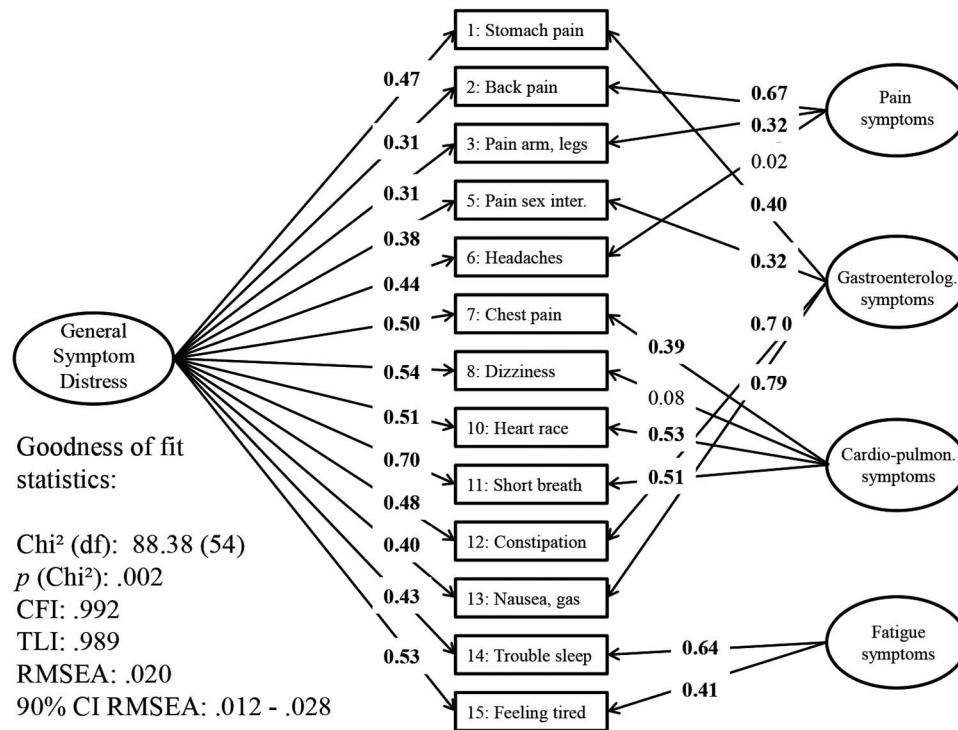 1: Stomach pain
2: Back pain
3: Pain arm, legs
5: Pain sex inter.
6: Headaches
7: Chest pain
8: Dizziness
10: Heart race
11: Short breath
12: Constipation
13: Nausea, gas
14: Trouble sleep
15: Feeling tired
General
Symptom
Distress
0.47
0.31
0.31
0.38
0.44
0.50
0.54
0.51
0.70
0.48
0.40
0.43
0.53
Pain
symptoms
0.67
0.32
0.02
Gastroenterolog.
symptoms
0.40
0.32
0.7 0
0.79
Cardio-pulmon.
symptoms
0.39
0.08
0.53
0.51
Fatigue
symptoms
0.64
0.41
Goodness of fit
statistics:
Chi² (df): 88.38 (54)
p (Chi²): .002
CFI: .992
TLI: .989
RMSEA: .020
90% CI RMSEA: .012 - .028